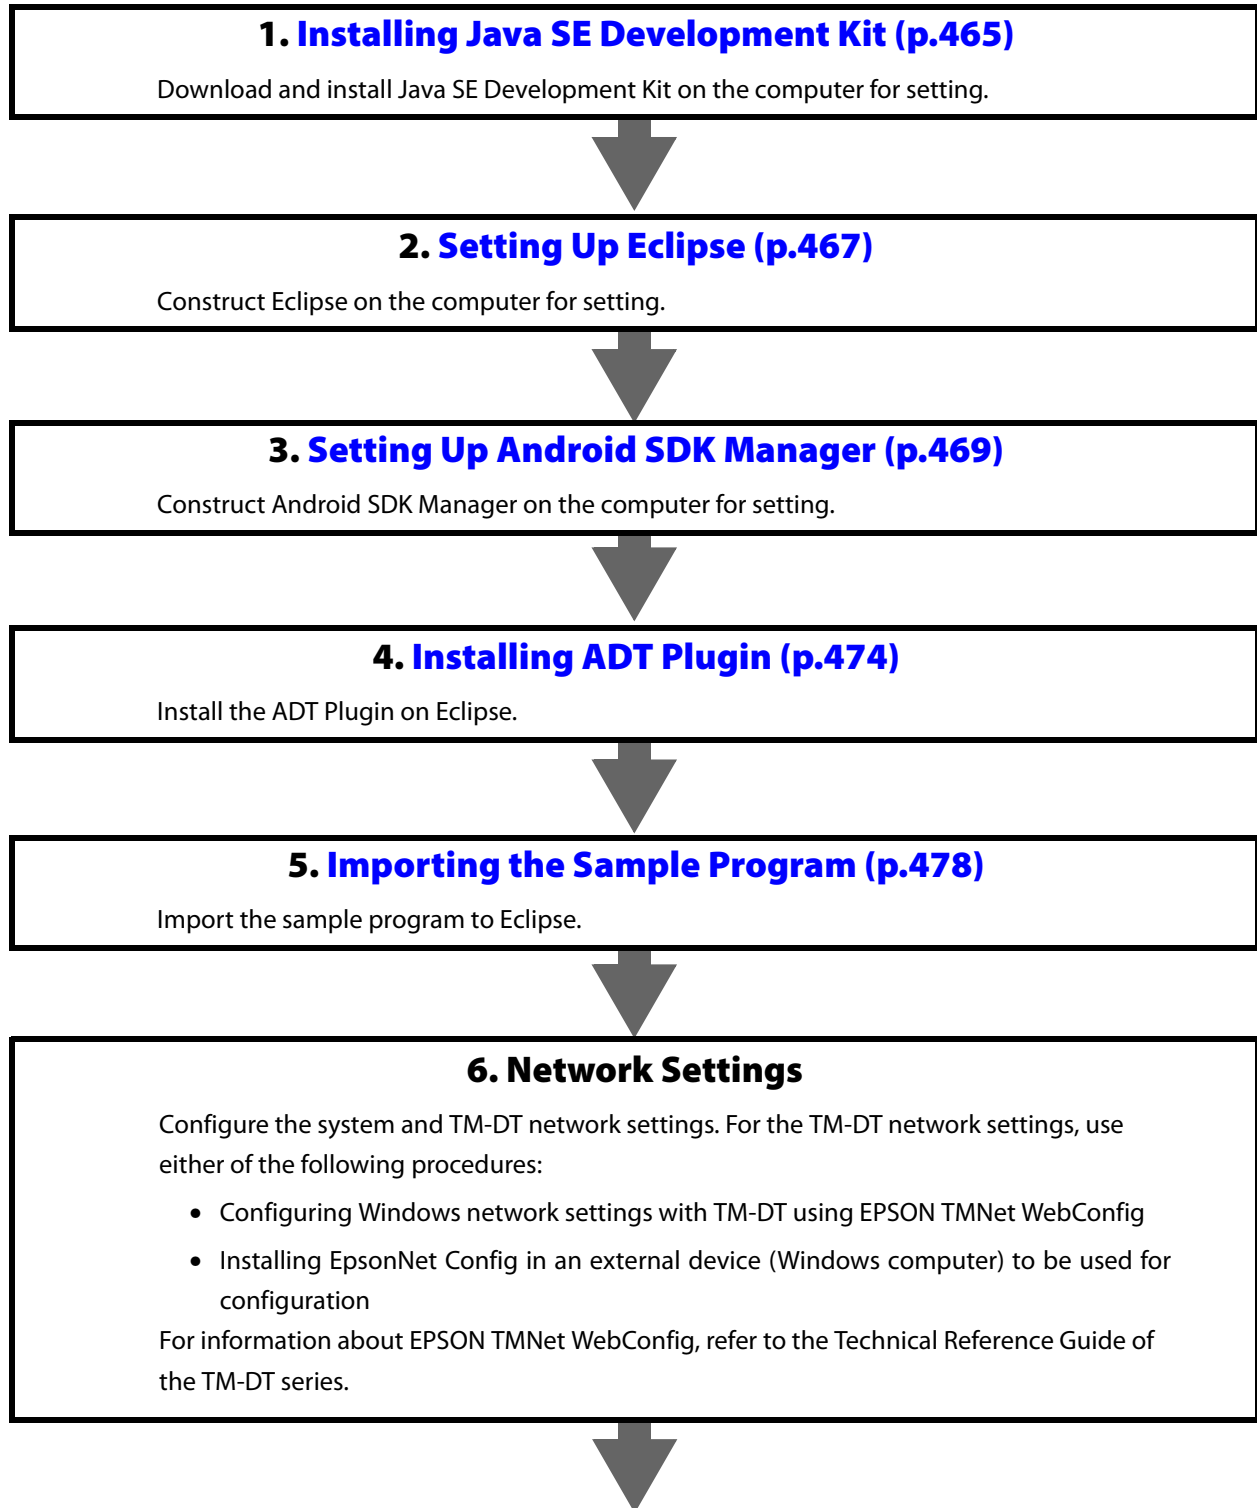 1. Installing Java SE Development Kit (p.465)
Download and install Java SE Development Kit on the computer for setting.
2. Setting Up Eclipse (p.467)
Construct Eclipse on the computer for setting.
3. Setting Up Android SDK Manager (p.469)
Construct Android SDK Manager on the computer for setting.
4. Installing ADT Plugin (p.474)
Install the ADT Plugin on Eclipse.
5. Importing the Sample Program (p.478)
Import the sample program to Eclipse.
6. Network Settings
Configure the system and TM-DT network settings. For the TM-DT network settings, use
either of the following procedures:
• Configuring Windows network settings with TM-DT using EPSON TMNet WebConfig
• Installing EpsonNet Config in an external device (Windows computer) to be used for
configuration
For information about EPSON TMNet WebConfig, refer to the Technical Reference Guide of
the TM-DT series.